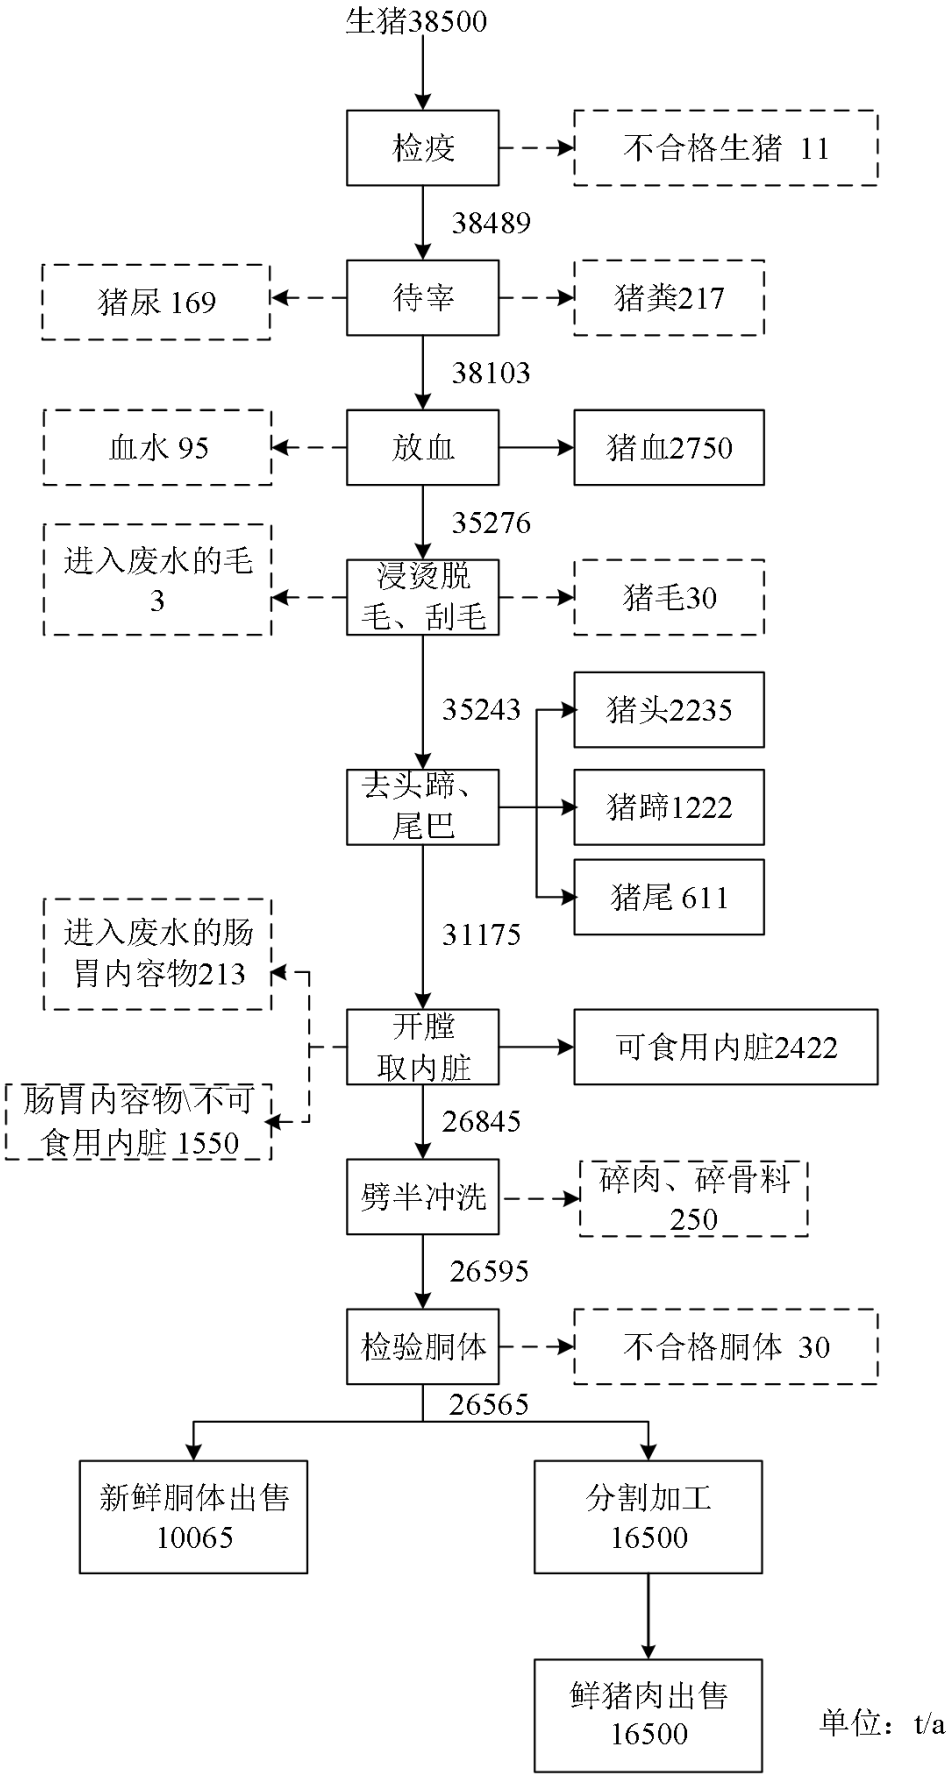 生猪38500
检疫
不合格生猪 11
38489
猪尿 169
待宰
猪粪217
38103
血水 95
放血
猪血2750
35276
进入废水的毛
3
浸烫脱
毛、刮毛
猪毛30
35243
猪头2235
去头蹄、
尾巴
猪蹄1222
猪尾 611
31175
进入废水的肠
胃内容物213
开膛
取内脏
可食用内脏2422
肠胃内容物\不可
食用内脏 1550
26845
劈半冲洗
碎肉、碎骨料
250
26595
检验胴体
不合格胴体 30
26565
新鲜胴体出售
10065
分割加工
16500
鲜猪肉出售
16500
单位：t/a